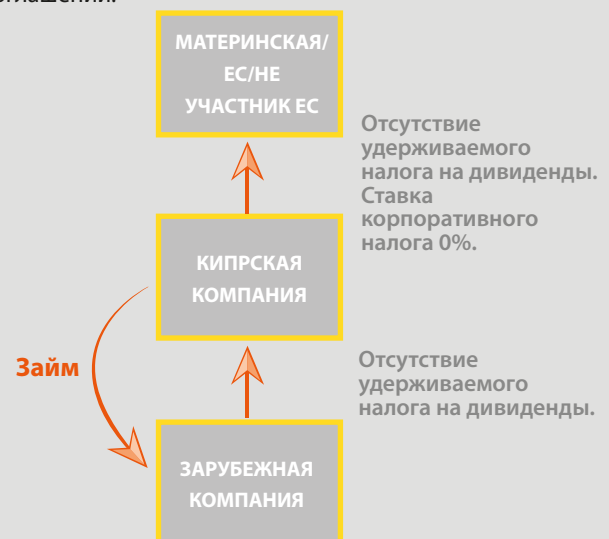 МАТЕРИНСКАЯ/
ЕС/НЕ
УЧАСТНИК ЕС
Отсутствие
удерживаемого
налога на дивиденды.
Ставка
корпоративного
налога 0%.
КИПРСКАЯ
КОМПАНИЯ
Займ
Отсутствие
удерживаемого
налога на дивиденды.
ЗАРУБЕЖНАЯ
КОМПАНИЯ